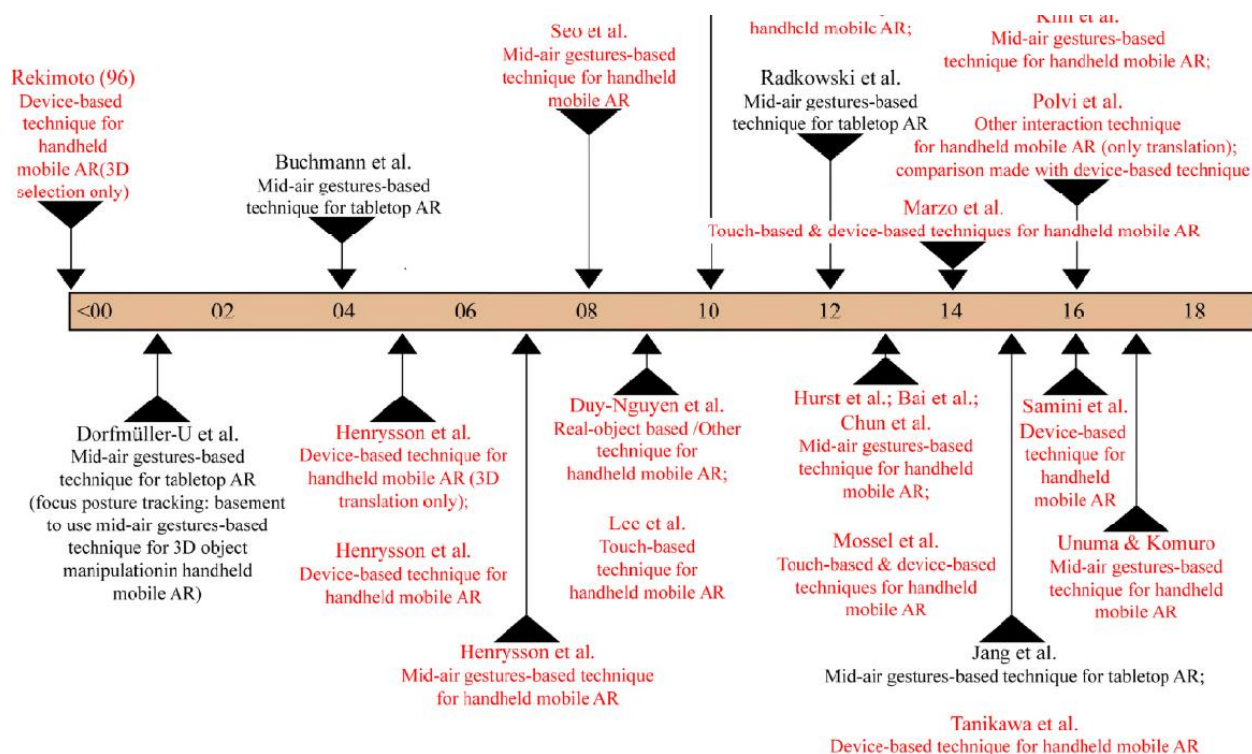 Rekimoto (96)
Device-based
technique for
handheld
mobile AR(3D
selection only)
Buchmann et al.
Mid-air gestures-based
technique for tabletop AR
Seo et al.
Mid-air gestures-based
technique for handheld
mobile AR
handheld mobile AR;
Radkowski et al.
Mid-air gestures-based
technique for tabletop AR
Kim et al.
Mid-air gestures-based
technique for handheld mobile AR;
Polvi et al.
Other interaction technique
for handheld mobile AR (only translation);
comparison made with device-based technique
Marzo et al.
Touch-based & device-based techniques for handheld mobile AR
<00 02 04 06 08 10 12 14 16 18
Dorfmüller-U et al.
Mid-air gestures-based
technique for tabletop AR
(focus posture tracking: basement
to use mid-air gestures-based
technique for 3D object
manipulationin handheld
mobile AR)
Henrysson et al.
Device-based technique for
handheld mobile AR (3D
translation only);
Henrysson et al.
Device-based technique for
handheld mobile AR
Henrysson et al.
Mid-air gestures-based technique
for handheld mobile AR
Duy-Nguyen et al.
Real-object based /Other
technique for
handheld mobile AR;
Lee et al.
Touch-based
technique for
handheld mobile AR
Hurst et al.; Bai et al.;
Chun et al.
Mid-air gestures-based
technique for handheld
mobile AR;
Mossel et al.
Touch-based & device-based
techniques for handheld
mobile AR
Samini et al.
Device-based
technique for
handheld
mobile AR
Unuma & Komuro
Mid-air gestures-based
technique for handheld
mobile AR
Jang et al.
Mid-air gestures-based technique for tabletop AR;
Tanikawa et al.
Device-based technique for handheld mobile AR